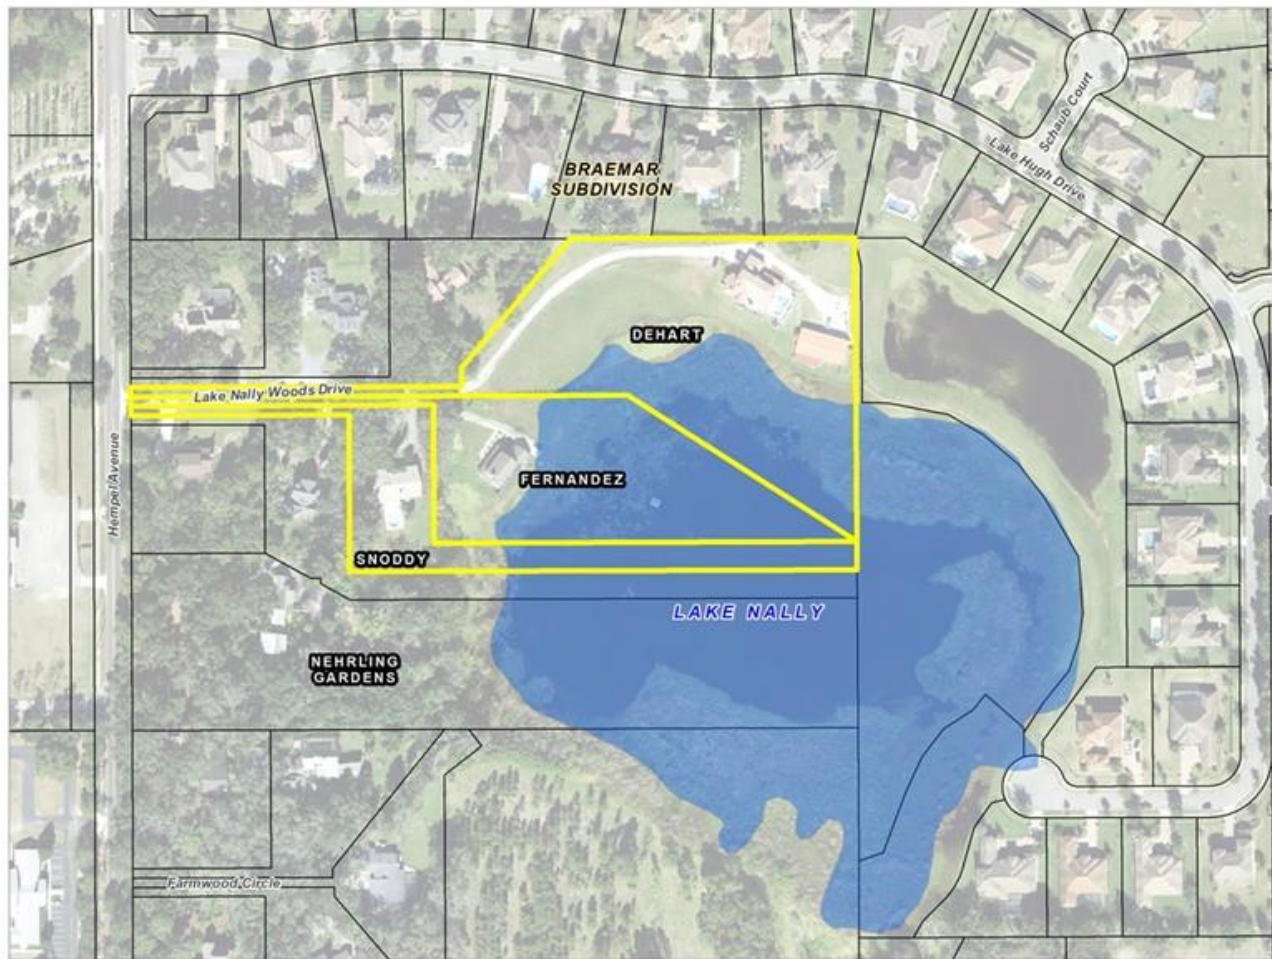 Schaub Court
Lake Hugh Drive
BRAEMAR
SUBDIVISION
DEHART
Lake Nally Woods Drive
Hempel Avenue
FERNANDEZ
SNODDY
LAKE NALLY
NEHRLING
GARDENS
Farmwood Circle